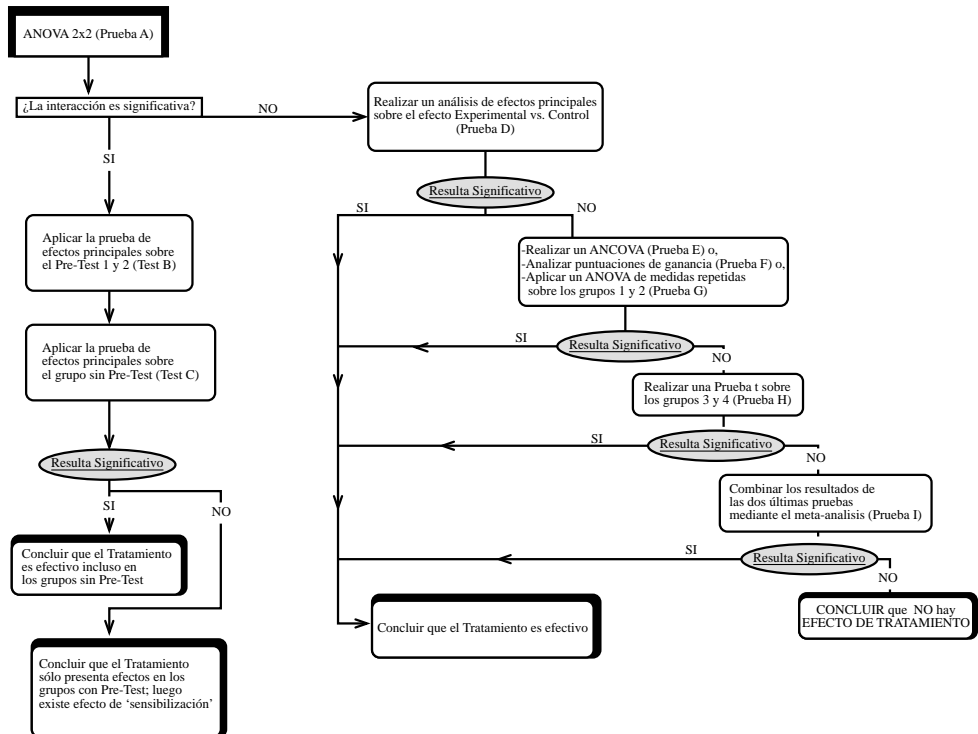 ANOVA 2x2 (Prueba A)
¿La interacción es significativa?
NO
SI
Realizar un análisis de efectos principales
sobre el efecto Experimental vs. Control
(Prueba D)
Resulta Significativo
SI
NO
Aplicar la prueba de
efectos principales sobre
el Pre-Test 1 y 2 (Test B)
Aplicar la prueba de
efectos principales sobre
el grupo sin Pre-Test (Test C)
Resulta Significativo
SI
NO
Concluir que el Tratamiento
es efectivo incluso en
los grupos sin Pre-Test
Concluir que el Tratamiento
sólo presenta efectos en los
grupos con Pre-Test; luego
existe efecto de ‘sensibilización’
-Realizar un ANCOVA (Prueba E) o,
-Analizar puntuaciones de ganancia (Prueba F) o,
-Aplicar un ANOVA de medidas repetidas
sobre los grupos 1 y 2 (Prueba G)
SI
Resulta Significativo
NO
Realizar una Prueba t sobre
los grupos 3 y 4 (Prueba H)
SI
Resulta Significativo
NO
Combinar los resultados de
las dos últimas pruebas
mediante el meta-analisis (Prueba I)
SI
Resulta Significativo
NO
Concluir que el Tratamiento es efectivo
CONCLUIR que NO hay
EFECTO DE TRATAMIENTO